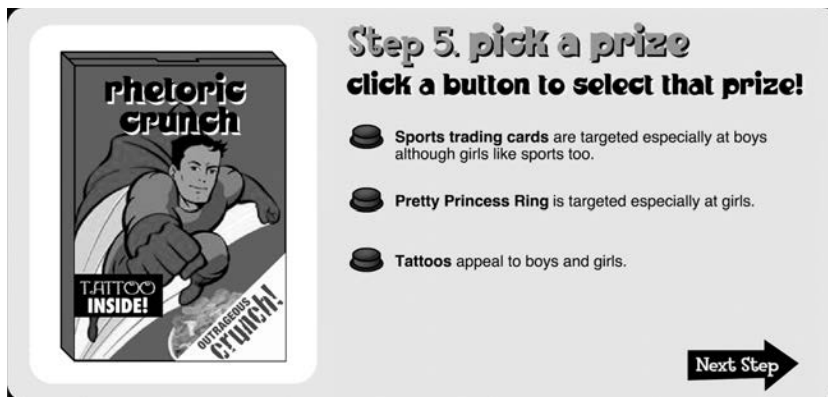 Step 5. pick a prize
click a button to select that prize!
rhetoric
crunch
Sports trading cards are targeted especially at boys
although girls like sports too.
Pretty Princess Ring is targeted especially at girls.
Tattoos appeal to boys and girls.
TATTOO
INSIDE!
OUTRAGEOUS
crunch!
Next Step